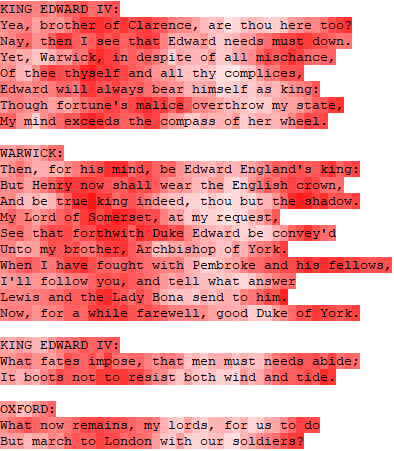 KING EDWARD IV:
Yea, brother of Clarence, are thou here too?
Nay, then I see that Edward needs must down.
Yet, Warwick, in despite of all mischance,
Of thee thyself and all thy complices,
Edward will always bear himself as king:
Though fortune's malice overthrow my state,
My mind exceeds the compass of her wheel.

WARWICK:
Then, for his mind, be Edward England's king:
But Henry now shall wear the English crown,
And be true king indeed, thou but the shadow.
My Lord of Somerset, at my request,
See that forthwith Duke Edward be convey'd
Unto my brother, Archbishop of York.
When I have fought with Pembroke and his fellows,
I'll follow you, and tell what answer
Lewis and the Lady Bona send to him.
Now, for a while farewell, good Duke of York.

KING EDWARD IV:
What fates impose, that men must needs abide;
It boots not to resist both wind and tide.

OXFORD:
What now remains, my lords, for us to do
But march to London with our soldiers?